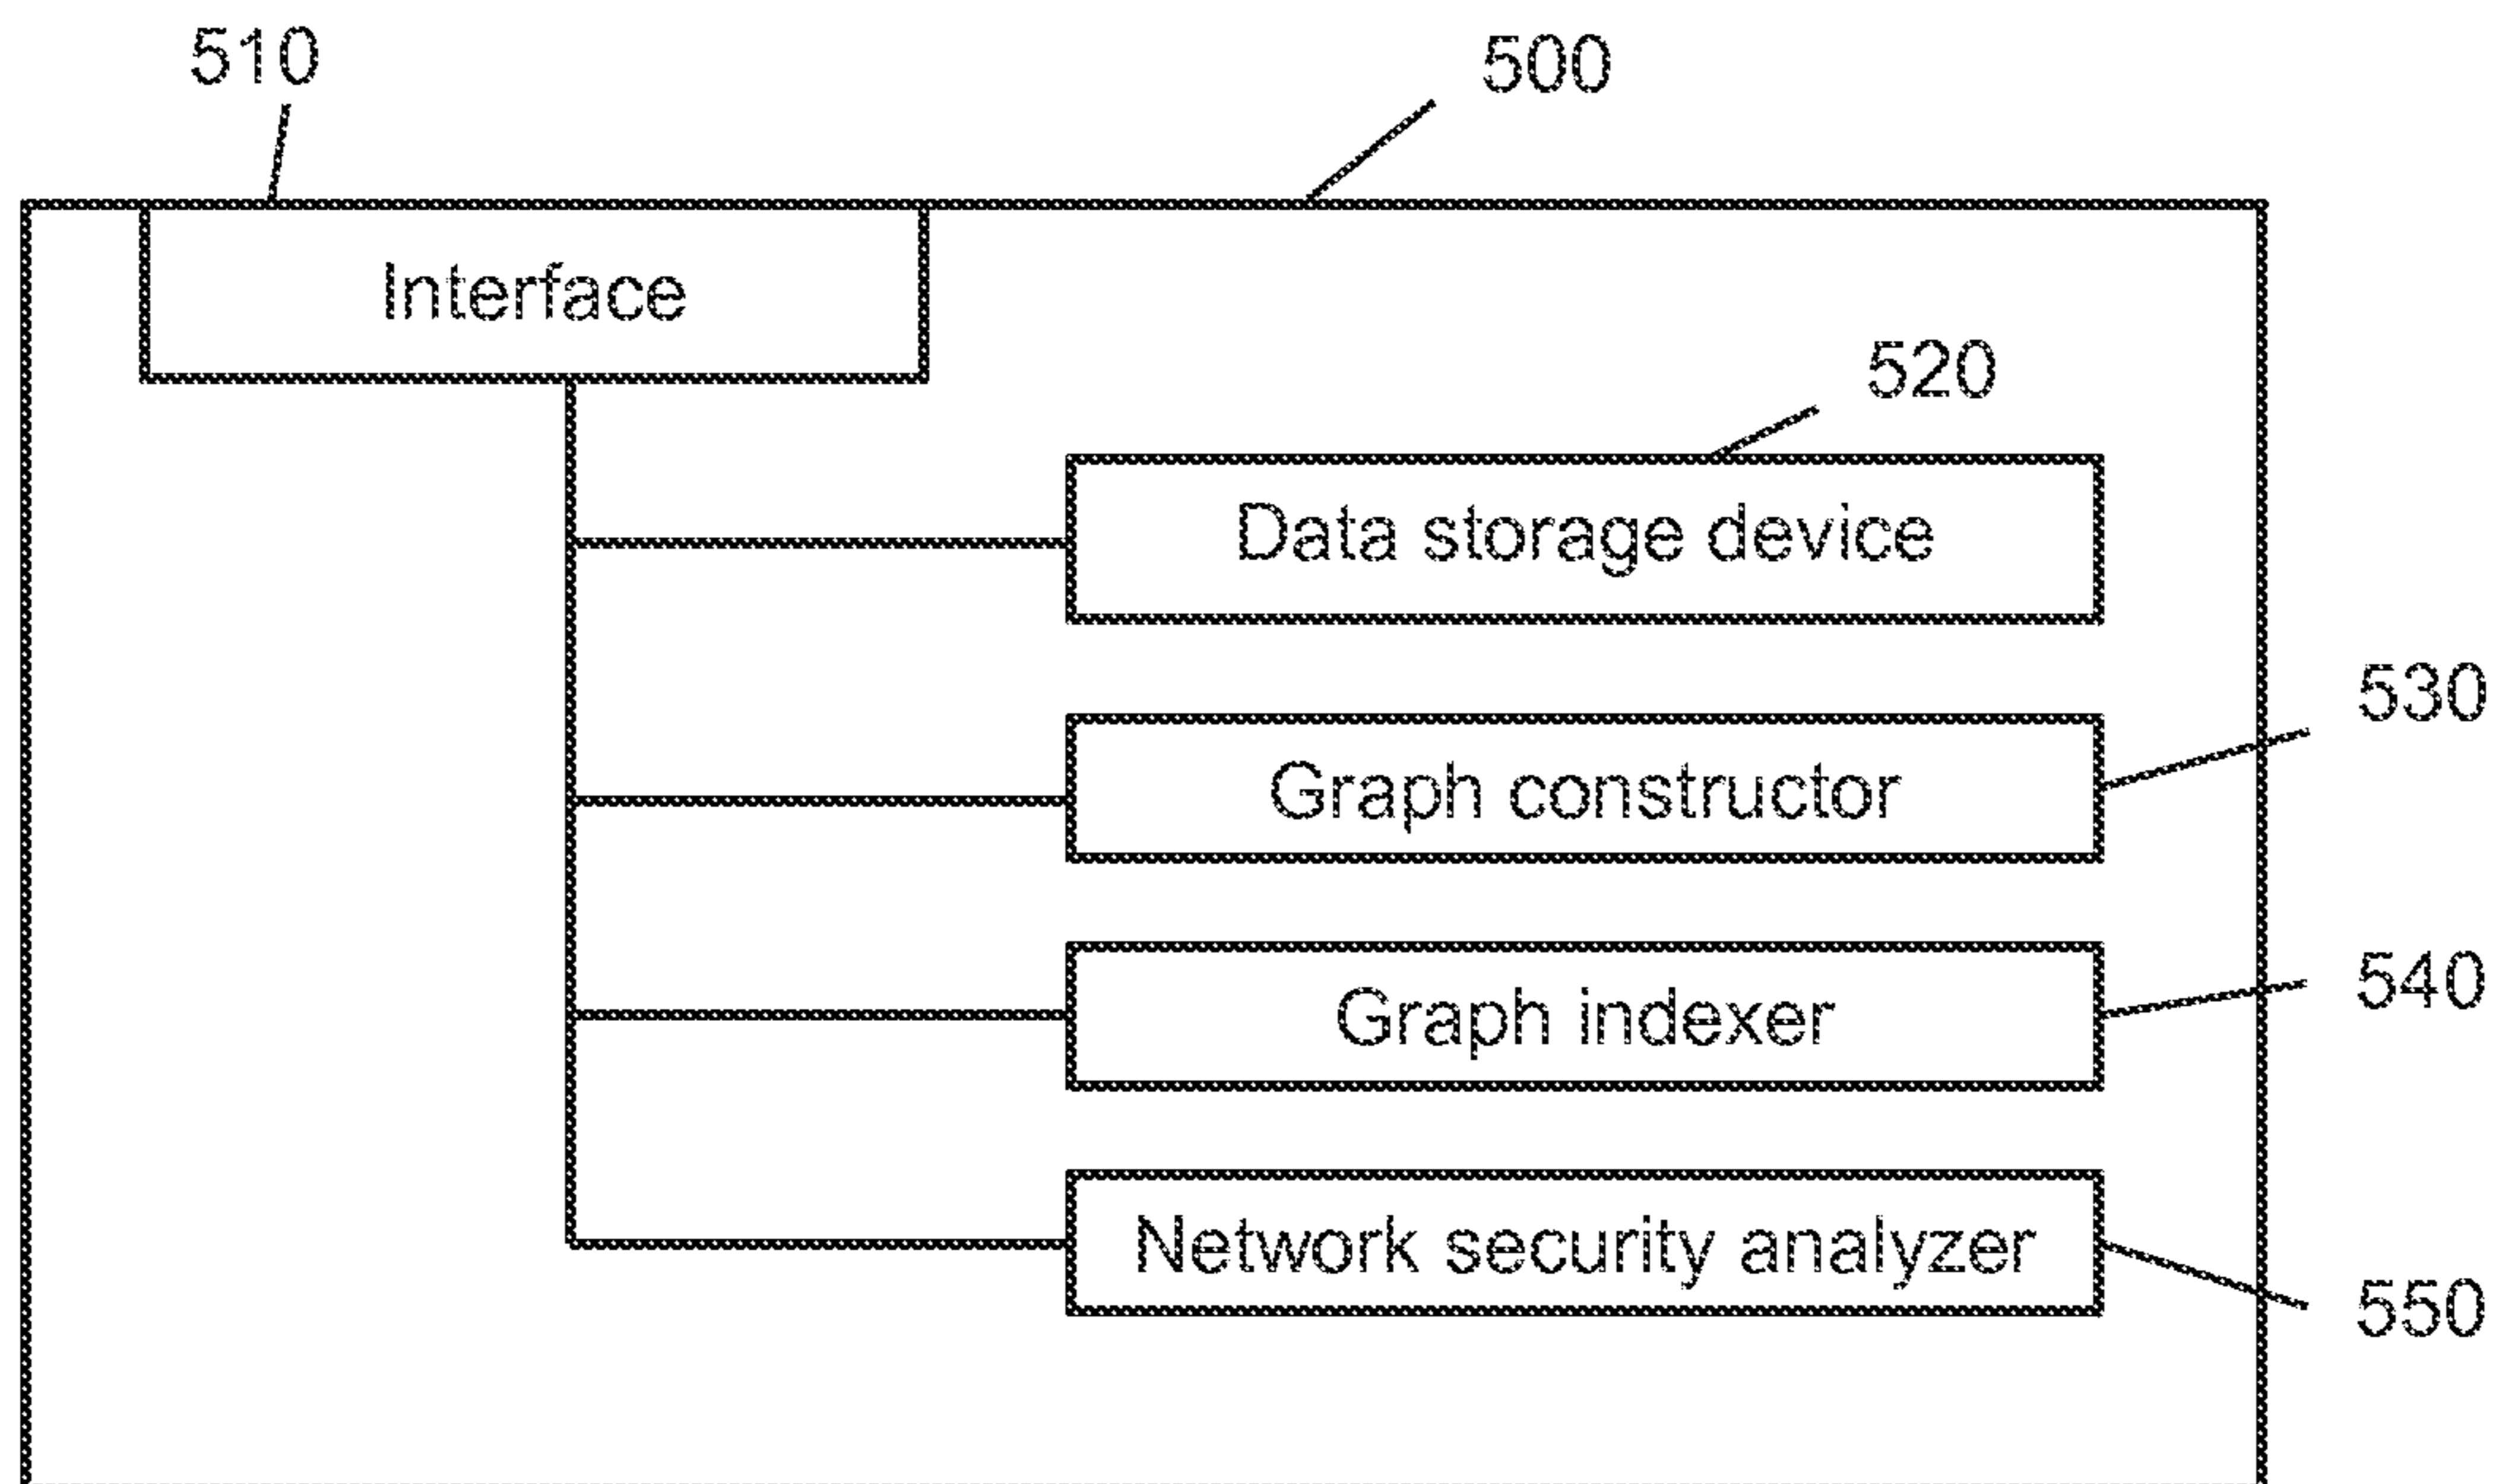 510
500
Interface
520
Data storage device
530
Graph constructor
540
Graph indexer
Network security analyzer
550